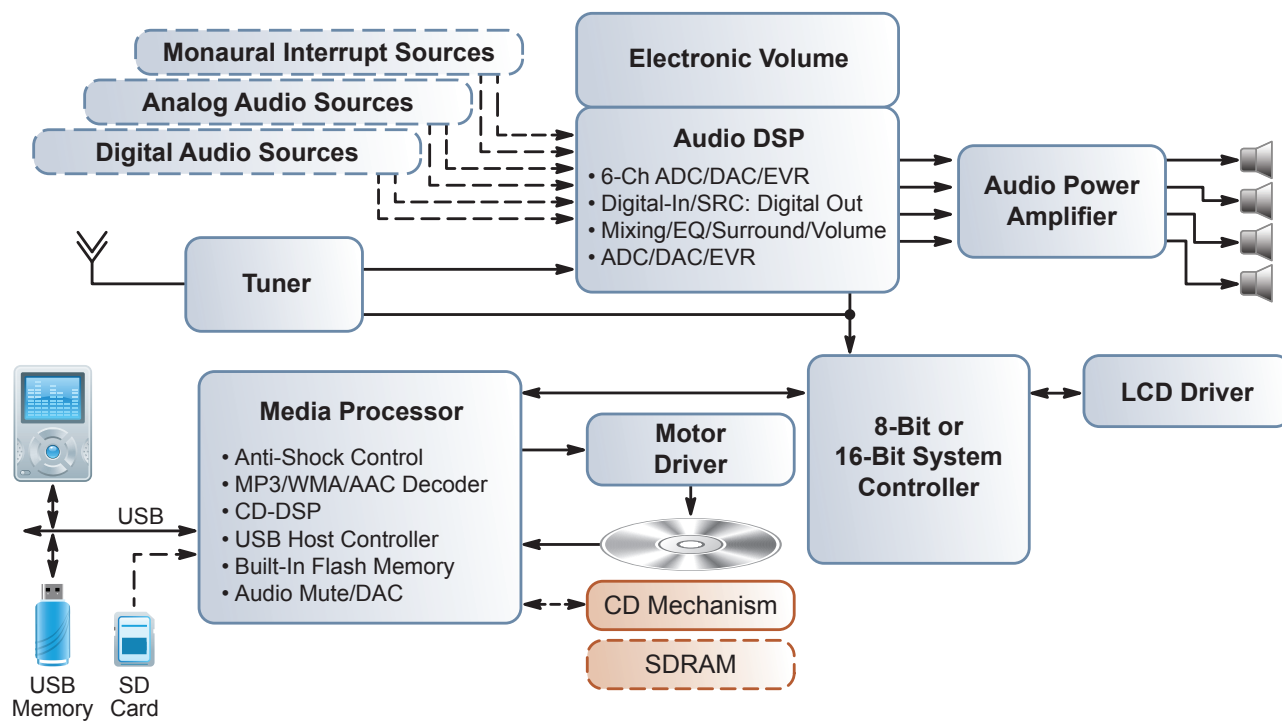 Monaural Interrupt Sources
Analog Audio Sources
Digital Audio Sources
Electronic Volume
Audio DSP
• 6-Ch ADC/DAC/EVR
• Digital-In/SRC: Digital Out
• Mixing/EQ/Surround/Volume
• ADC/DAC/EVR
Audio Power
Amplifier
Tuner
Media Processor
• Anti-Shock Control
• MP3/WMA/AAC Decoder
• CD-DSP
• USB Host Controller
• Built-In Flash Memory
• Audio Mute/DAC
Motor
Driver
8-Bit or
16-Bit System
Controller
LCD Driver
USB
CD Mechanism
SDRAM
USB
Memory
SD
Card